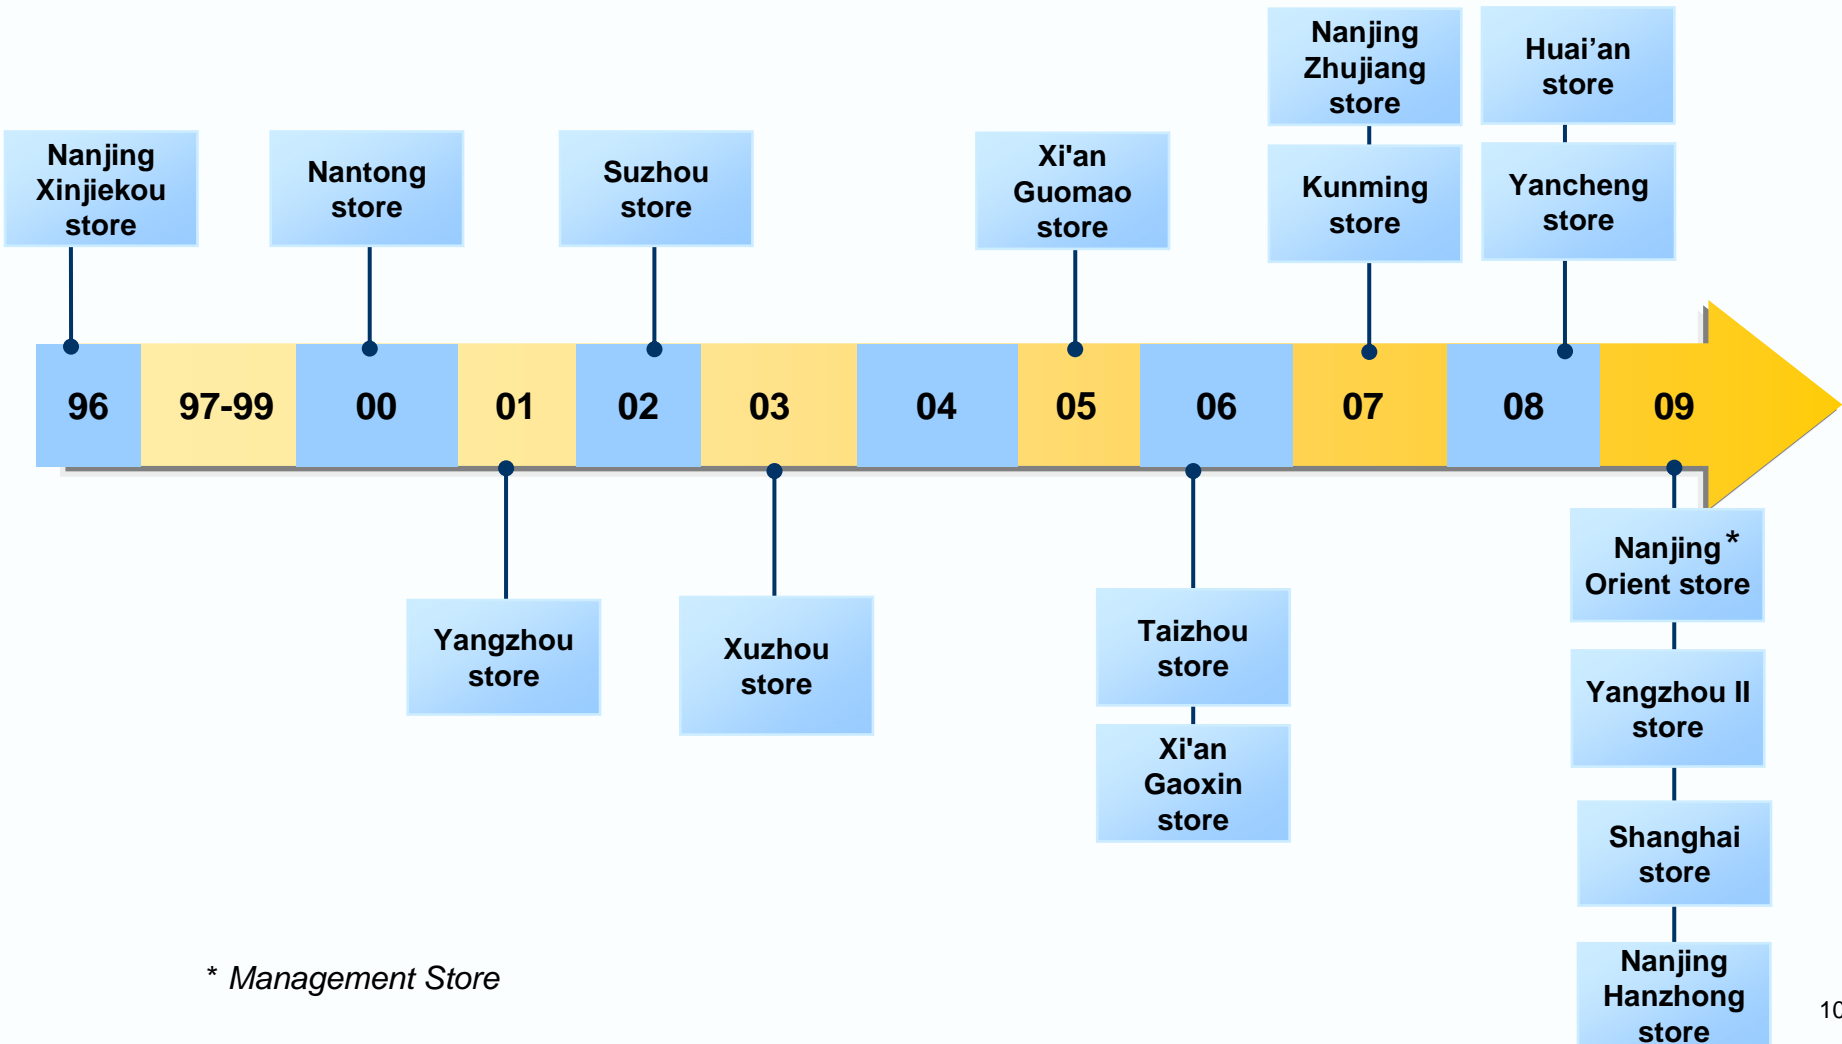 Nanjing
Xinjiekou
store
Nantong
store
Suzhou
store
Xi'an
Guomao
store
Nanjing
Zhujiang
store
Kunming
store
Huai’an
store
Yancheng
store
96 97-99 00 01 02 03 04 05 06 07 08 09
Yangzhou
store
Xuzhou
store
Taizhou
store
Xi'an
Gaoxin
store
Nanjing *
Orient store
Yangzhou II
store
Shanghai
store
Nanjing
Hanzhong
store
* Management Store
10